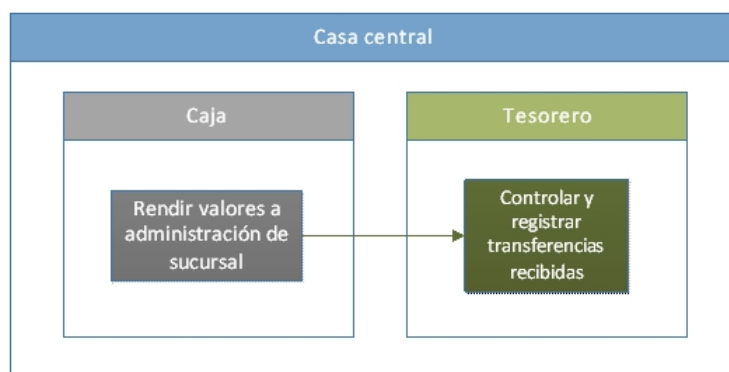 Casa central
Caja
Tesorero
Rendir valores a
administración de
sucursal
Controlar y
registrar
transferencias
recibidas